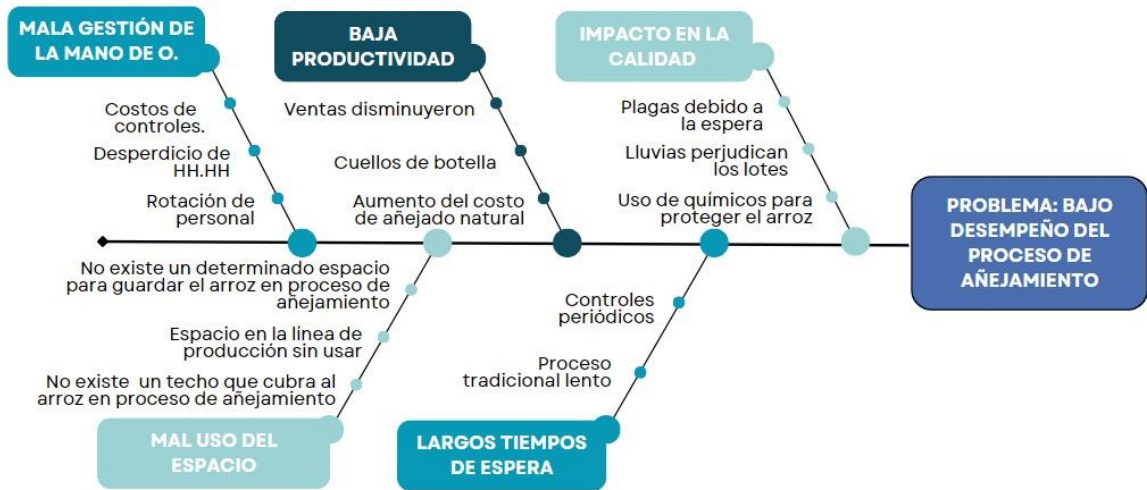 MALA GESTIÓN DE
LA MANO DE O.
Costos de
controles.
Desperdicio de
HH.HH
Rotación de
personal
BAJA
PRODUCTIVIDAD
Ventas disminuyeron
Cuellos de botella
Aumento del costo
de añejado natural
IMPACTO EN LA
CALIDAD
Plagas debido a
la espera
Lluvias perjudican
los lotes
Uso de químicos para
proteger el arroz
PROBLEMA: BAJO
DESEMPEÑO DEL
PROCESO DE
AÑEJAMIENTO
No existe un determinado espacio
para guardar el arroz en proceso de
añejamiento
Espacio en la línea de
producción sin usar
No existe un techo que cubra al
arroz en proceso de añejamiento
MAL USO DEL
ESPACIO
Controles
periódicos
Proceso
tradicional lento
LARGOS TIEMPOS
DE ESPERA